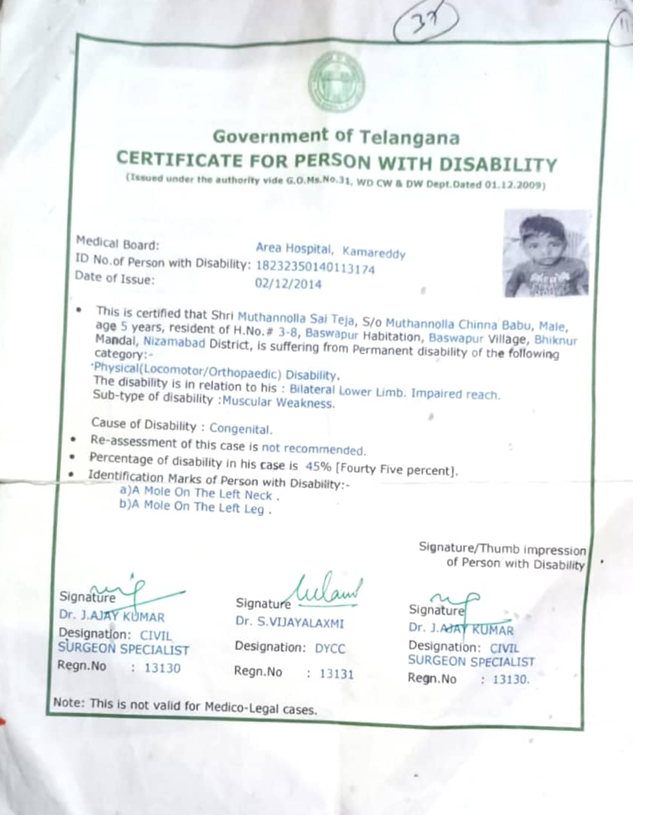 37
11
Government of Telangana
CERTIFICATE FOR PERSON WITH DISABILITY
(Issued under the authority vide G.O.Ms.No.31, WD CW & DW Dept.Dated 01.12.2009)
Medical Board: Area Hospital, Kamareddy
ID No.of Person with Disability: 18232350140113174
Date of Issue: 02/12/2014
• This is certified that Shri Muthannolla Sai Teja, S/o Muthannolla Chinna Babu, Male,
age 5 years, resident of H.No.# 3-8, Baswapur Habitation, Baswapur Village, Bhiknur
Mandal, Nizamabad District, is suffering from Permanent disability of the following
category:-
Physical(Locomotor/Orthopaedic) Disability.
The disability is in relation to his : Bilateral Lower Limb. Impaired reach.
Sub-type of disability :Muscular Weakness.
Cause of Disability : Congenital.
• Re-assessment of this case is not recommended.
• Percentage of disability in his case is 45% [Fourty Five percent].
• Identification Marks of Person with Disability:-
a)A Mole On The Left Neck .
b)A Mole On The Left Leg .
Signature/Thumb impression
of Person with Disability
Signature
Dr. J.AJAY KUMAR
Designation: CIVIL
SURGEON SPECIALIST
Regn.No : 13130
Signature
Dr. S.VIJAYALAXMI
Designation: DYCC
Regn.No : 13131
Signature
Dr. J.AJAY KUMAR
Designation: CIVIL
SURGEON SPECIALIST
Regn.No : 13130.
Note: This is not valid for Medico-Legal cases.